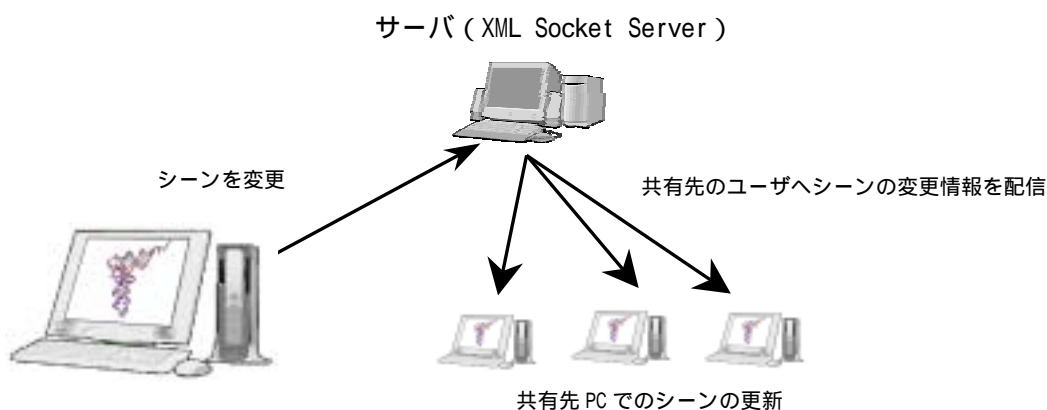 サーバ(XML Socket Server)
シーンを変更
共有先のユーザへシーンの変更情報を配信
共有先 PC でのシーンの更新